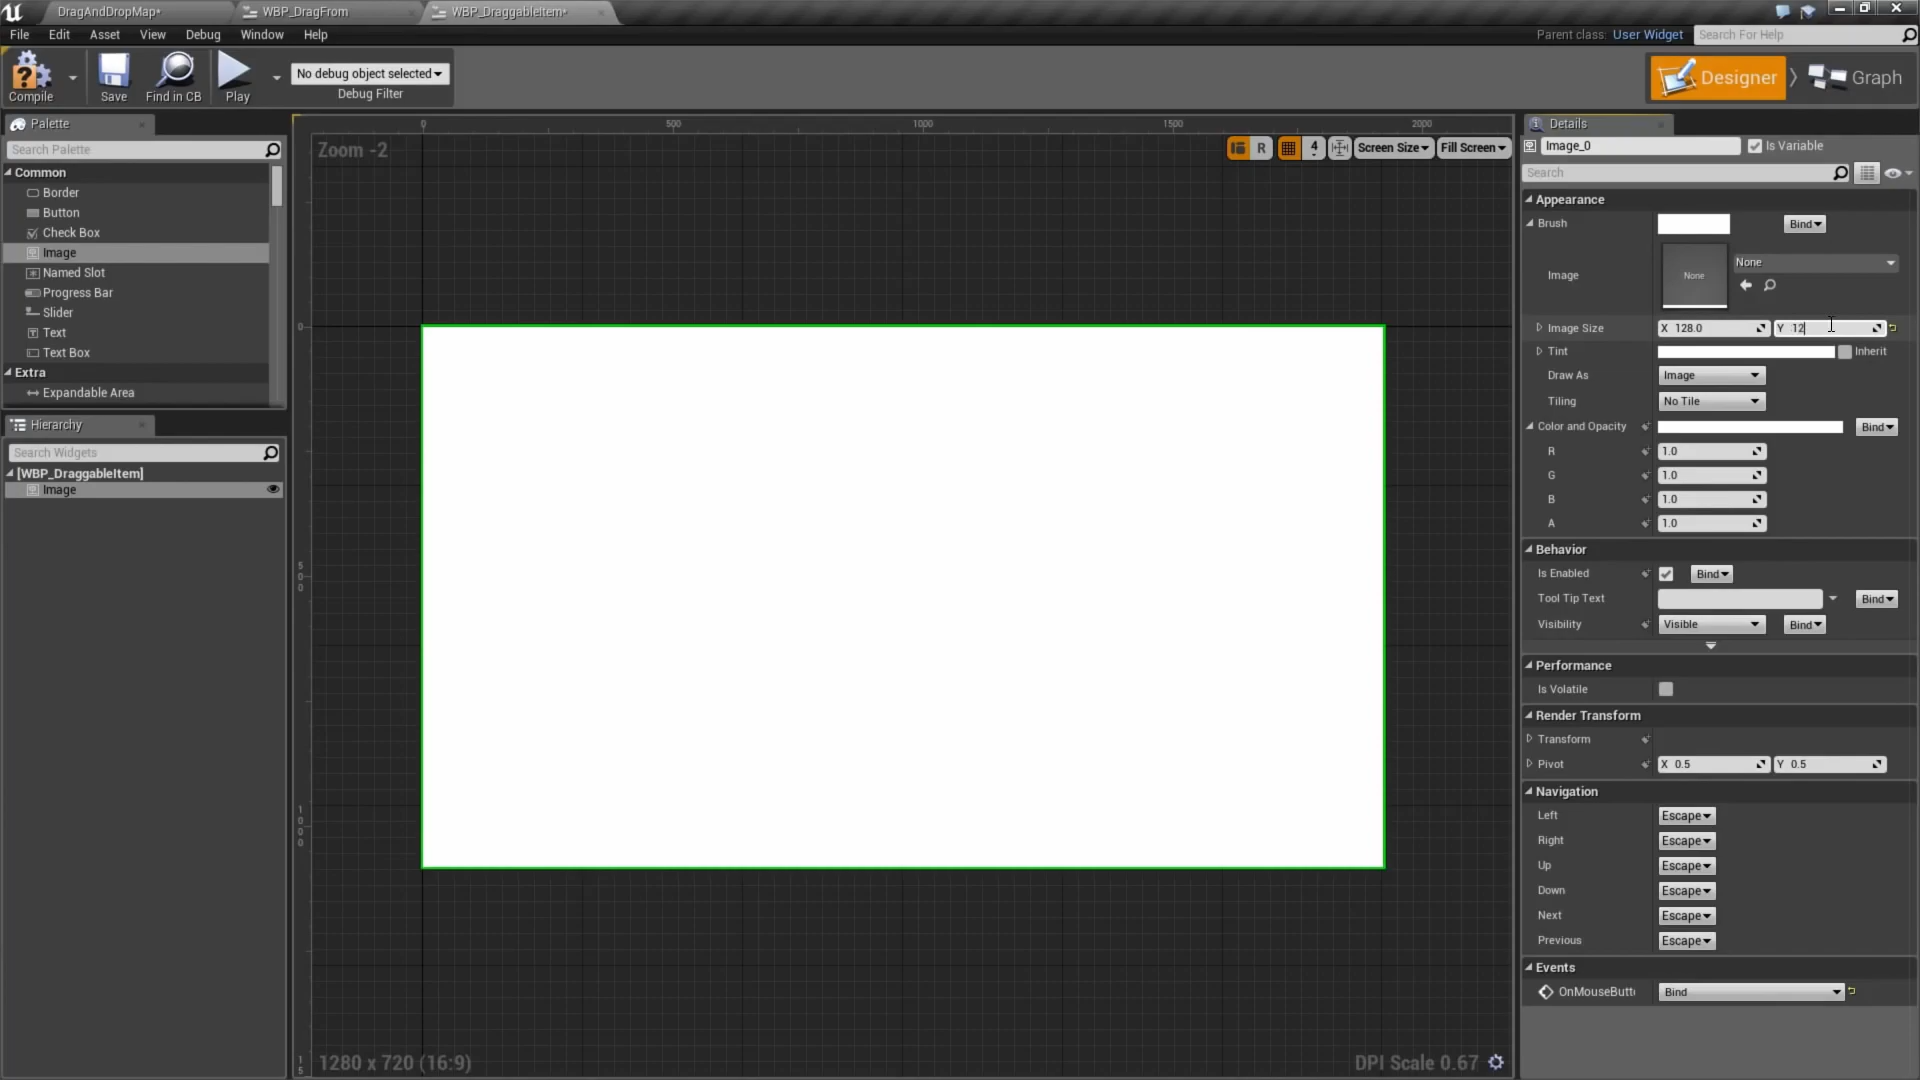 DragAndDropMap*
WBP_DragFrom
WBP_DraggableItem*
File Edit Asset View Debug Window Help
Parent class: User Widget
Search For Help
Compile
Save
Find in CB
Play
No debug object selected
Debug Filter
Designer
Graph
Palette
Search Palette
Common
Border
Button
Check Box
Image
Named Slot
Progress Bar
Slider
Text
Text Box
Extra
Expandable Area
Hierarchy
Search Widgets
[WBP_DraggableItem]
Image
0 500 1000 1500 2000
Zoom -2
R
4
Screen Size
Fill Screen
0
500
1000
15
1280 x 720 (16:9)
DPI Scale 0.67
Details
Image_0
Is Variable
Search
Appearance
Brush
Bind
Image
None
None
Image Size X 128.0 Y 12
Tint Inherit
Draw As Image
Tiling No Tile
Color and Opacity Bind
R 1.0
G 1.0
B 1.0
A 1.0
Behavior
Is Enabled Bind
Tool Tip Text Bind
Visibility Visible Bind
Performance
Is Volatile
Render Transform
Transform
Pivot X 0.5 Y 0.5
Navigation
Left Escape
Right Escape
Up Escape
Down Escape
Next Escape
Previous Escape
Events
OnMouseButt Bind